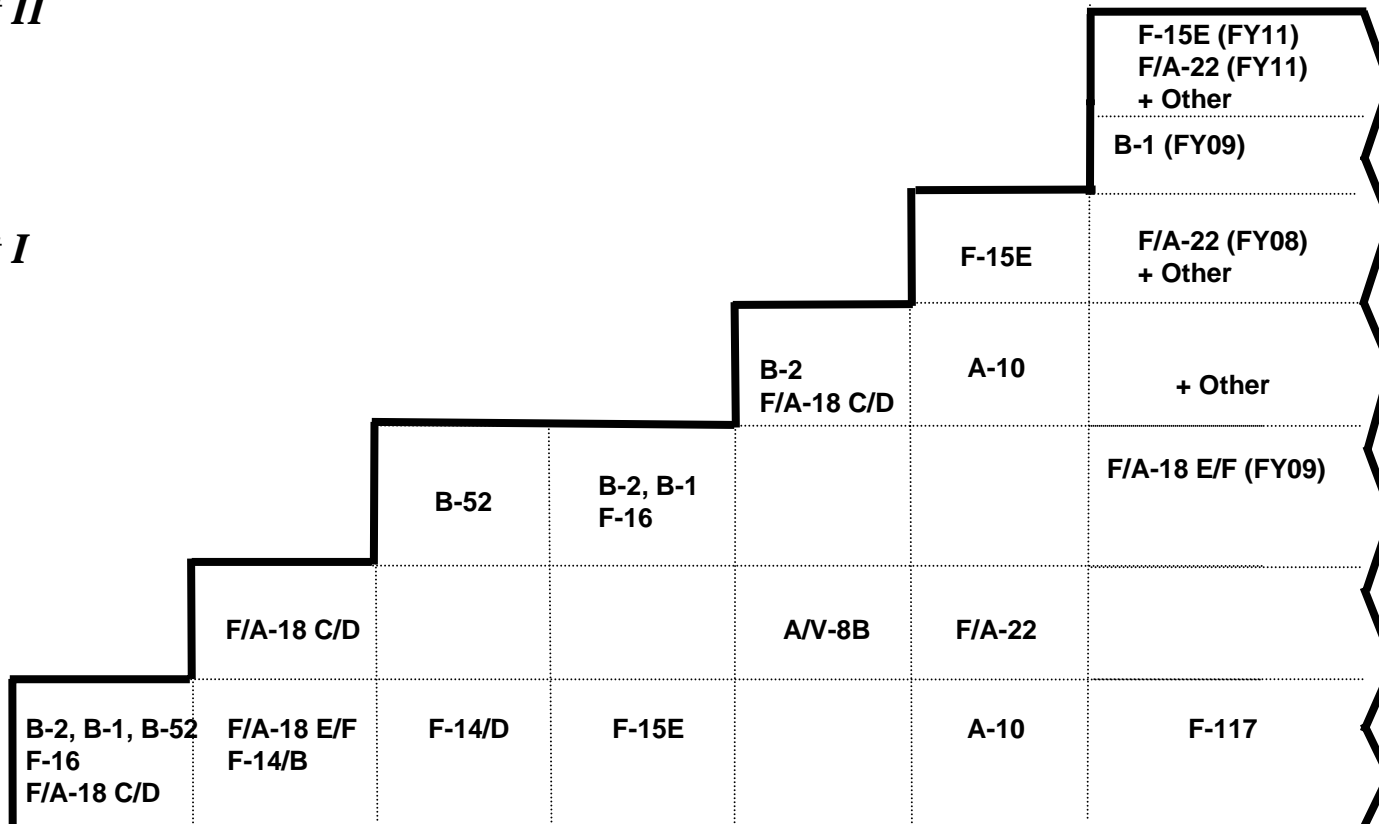 II
F-15E (FY11)
F/A-22 (FY11)
+ Other
B-1 (FY09)
I
F-15E
F/A-22 (FY08)
+ Other
B-2
F/A-18 C/D
A-10
+ Other
B-52
B-2, B-1
F-16
F/A-18 E/F (FY09)
F/A-18 C/D
A/V-8B
F/A-22
B-2, B-1, B-52
F-16
F/A-18 C/D
F/A-18 E/F
F-14/B
F-14/D
F-15E
A-10
F-117